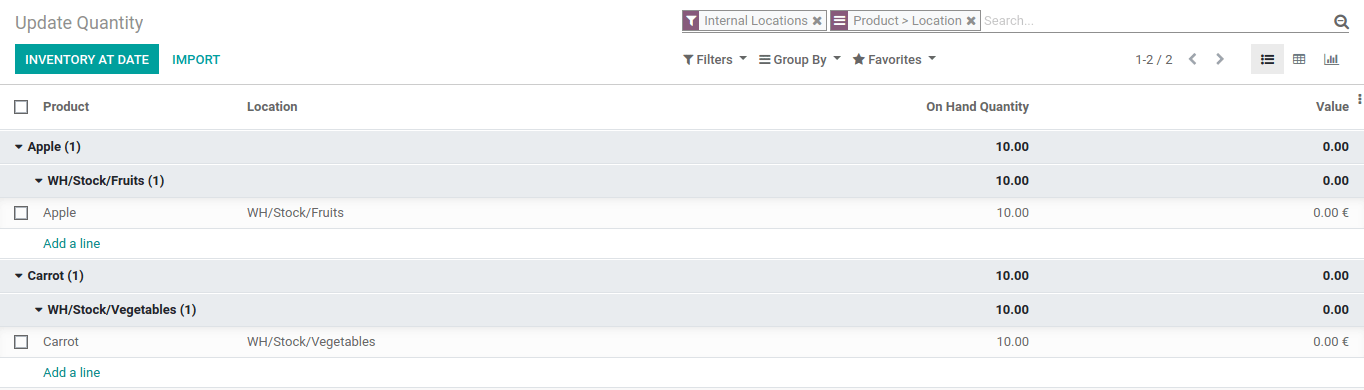 Update Quantity
Internal Locations ✖ Product > Location ✖ Search...
INVENTORY AT DATE IMPORT Filters Group By Favorites 1-2 / 2
Product Location On Hand Quantity Value
Apple (1) 10.00 0.00
WH/Stock/Fruits (1) 10.00 0.00
Apple WH/Stock/Fruits 10.00 0.00 €
Add a line
Carrot (1) 10.00 0.00
WH/Stock/Vegetables (1) 10.00 0.00
Carrot WH/Stock/Vegetables 10.00 0.00 €
Add a line